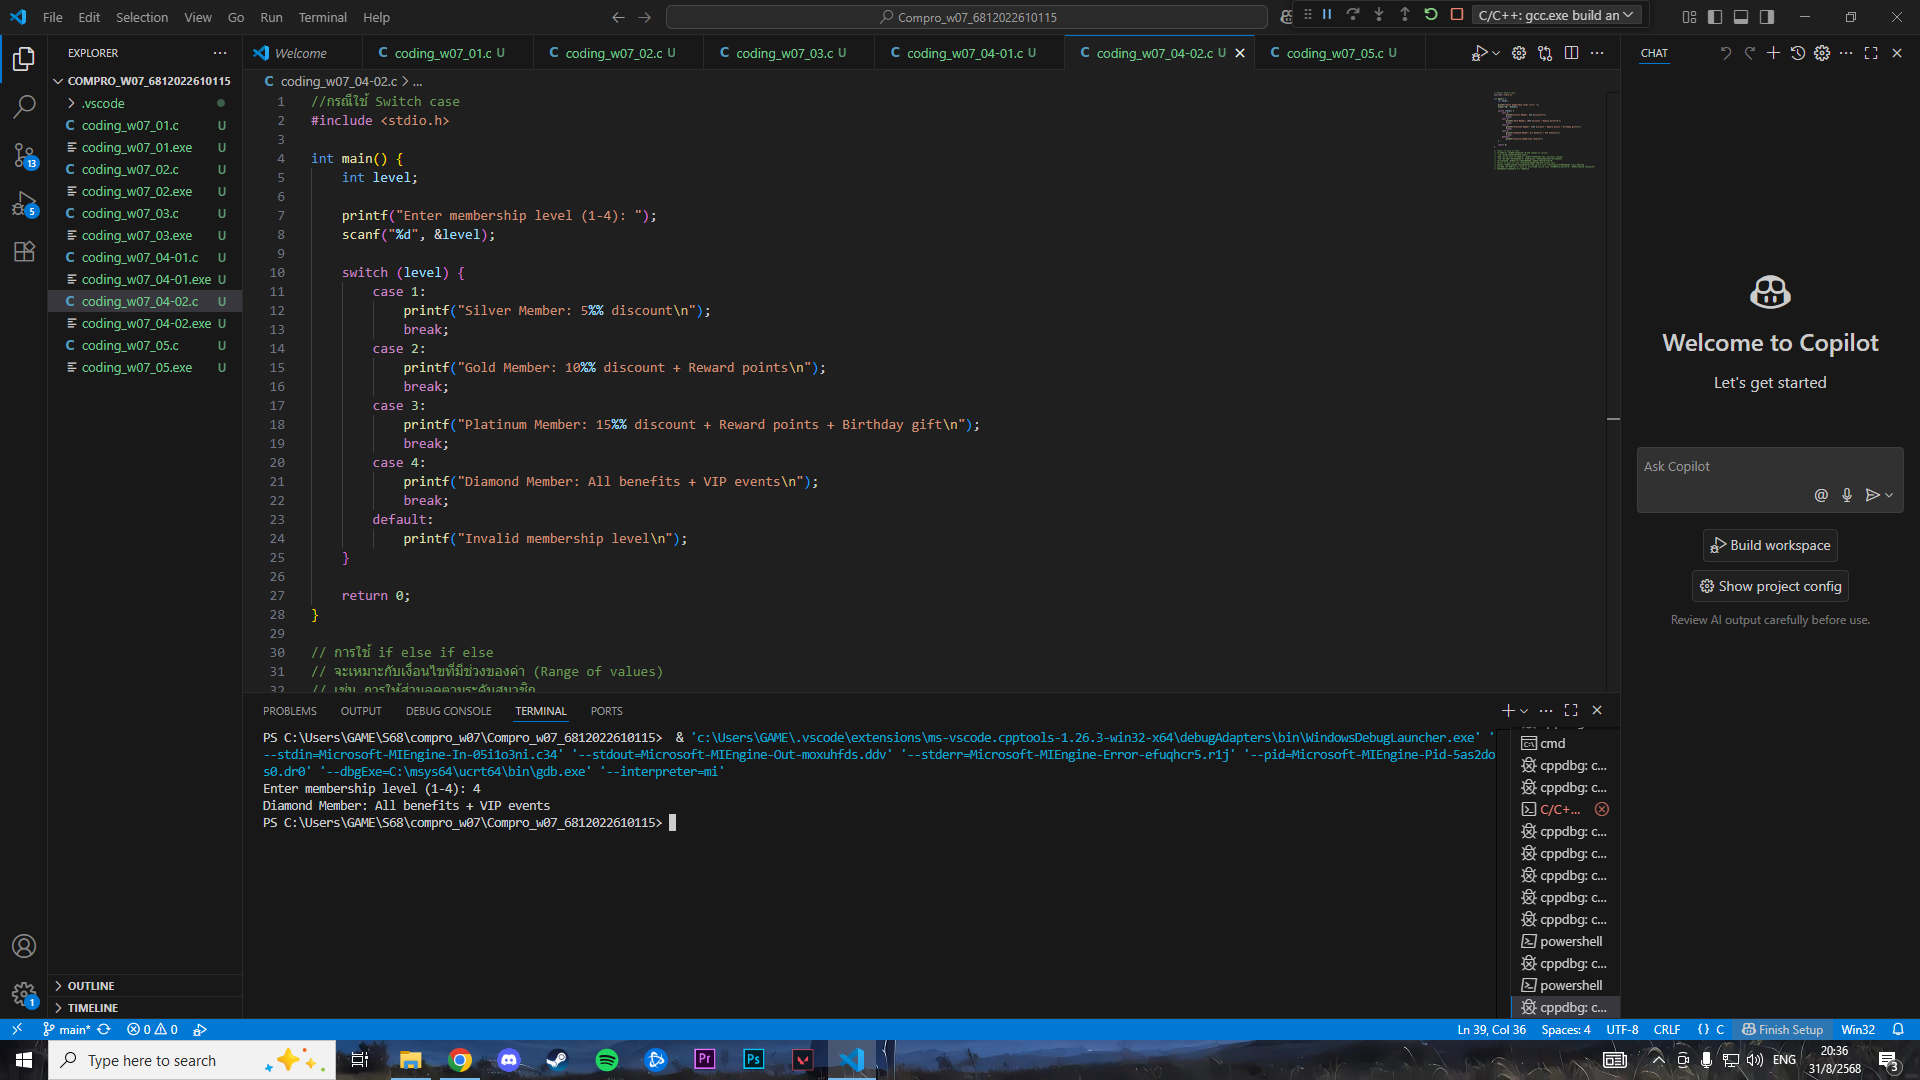 File Edit Selection View Go Run Terminal Help
Compro_w07_6812022610115
C/C++: gcc.exe build an
EXPLORER
COMPRO_W07_6812022610115
.vscode
coding_w07_01.c U
coding_w07_01.exe U
coding_w07_02.c U
coding_w07_02.exe U
coding_w07_03.c U
coding_w07_03.exe U
coding_w07_04-01.c U
coding_w07_04-01.exe U
coding_w07_04-02.c U
coding_w07_04-02.exe U
coding_w07_05.c U
coding_w07_05.exe U
OUTLINE
TIMELINE
13
5
1
Welcome
coding_w07_01.c U
coding_w07_02.c U
coding_w07_03.c U
coding_w07_04-01.c U
coding_w07_04-02.c U
coding_w07_05.c U
coding_w07_04-02.c > ...
1 //กรณีใช้ Switch case
2 #include <stdio.h>
3
4 int main() {
5 int level;
6
7 printf("Enter membership level (1-4): ");
8 scanf("%d", &level);
9
10 switch (level) {
11 case 1:
12 printf("Silver Member: 5%% discount\n");
13 break;
14 case 2:
15 printf("Gold Member: 10%% discount + Reward points\n");
16 break;
17 case 3:
18 printf("Platinum Member: 15%% discount + Reward points + Birthday gift\n");
19 break;
20 case 4:
21 printf("Diamond Member: All benefits + VIP events\n");
22 break;
23 default:
24 printf("Invalid membership level\n");
25 }
26
27 return 0;
28 }
29
30 // การใช้ if else if else
31 // จะเหมาะกับเงื่อนไขที่มีช่วงของค่า (Range of values)
32 // เช่น การให้ส่วนลดตามระดับสมาชิก
PROBLEMS OUTPUT DEBUG CONSOLE TERMINAL PORTS
PS C:\Users\GAME\S68\compro_w07\Compro_w07_6812022610115> & 'c:\Users\GAME\.vscode\extensions\ms-vscode.cpptools-1.26.3-win32-x64\debugAdapters\bin\WindowsDebugLauncher.exe' '
--stdin=Microsoft-MIEngine-In-05i1o3ni.c34' '--stdout=Microsoft-MIEngine-Out-moxuhfds.ddv' '--stderr=Microsoft-MIEngine-Error-efuqhcr5.r1j' '--pid=Microsoft-MIEngine-Pid-5as2do
s0.dr0' '--dbgExe=C:\msys64\ucrt64\bin\gdb.exe' '--interpreter=mi'
Enter membership level (1-4): 4
Diamond Member: All benefits + VIP events
PS C:\Users\GAME\S68\compro_w07\Compro_w07_6812022610115>
cmd
cppdbg: c...
cppdbg: c...
C/C+...
cppdbg: c...
cppdbg: c...
cppdbg: c...
cppdbg: c...
cppdbg: c...
powershell
cppdbg: c...
powershell
cppdbg: c...
CHAT
Welcome to Copilot
Let's get started
Ask Copilot
Build workspace
Show project config
Review AI output carefully before use.
main* 0 0
Ln 39, Col 36 Spaces: 4 UTF-8 CRLF {} C Finish Setup Win32
Type here to search
ENG
20:36
31/8/2568
3